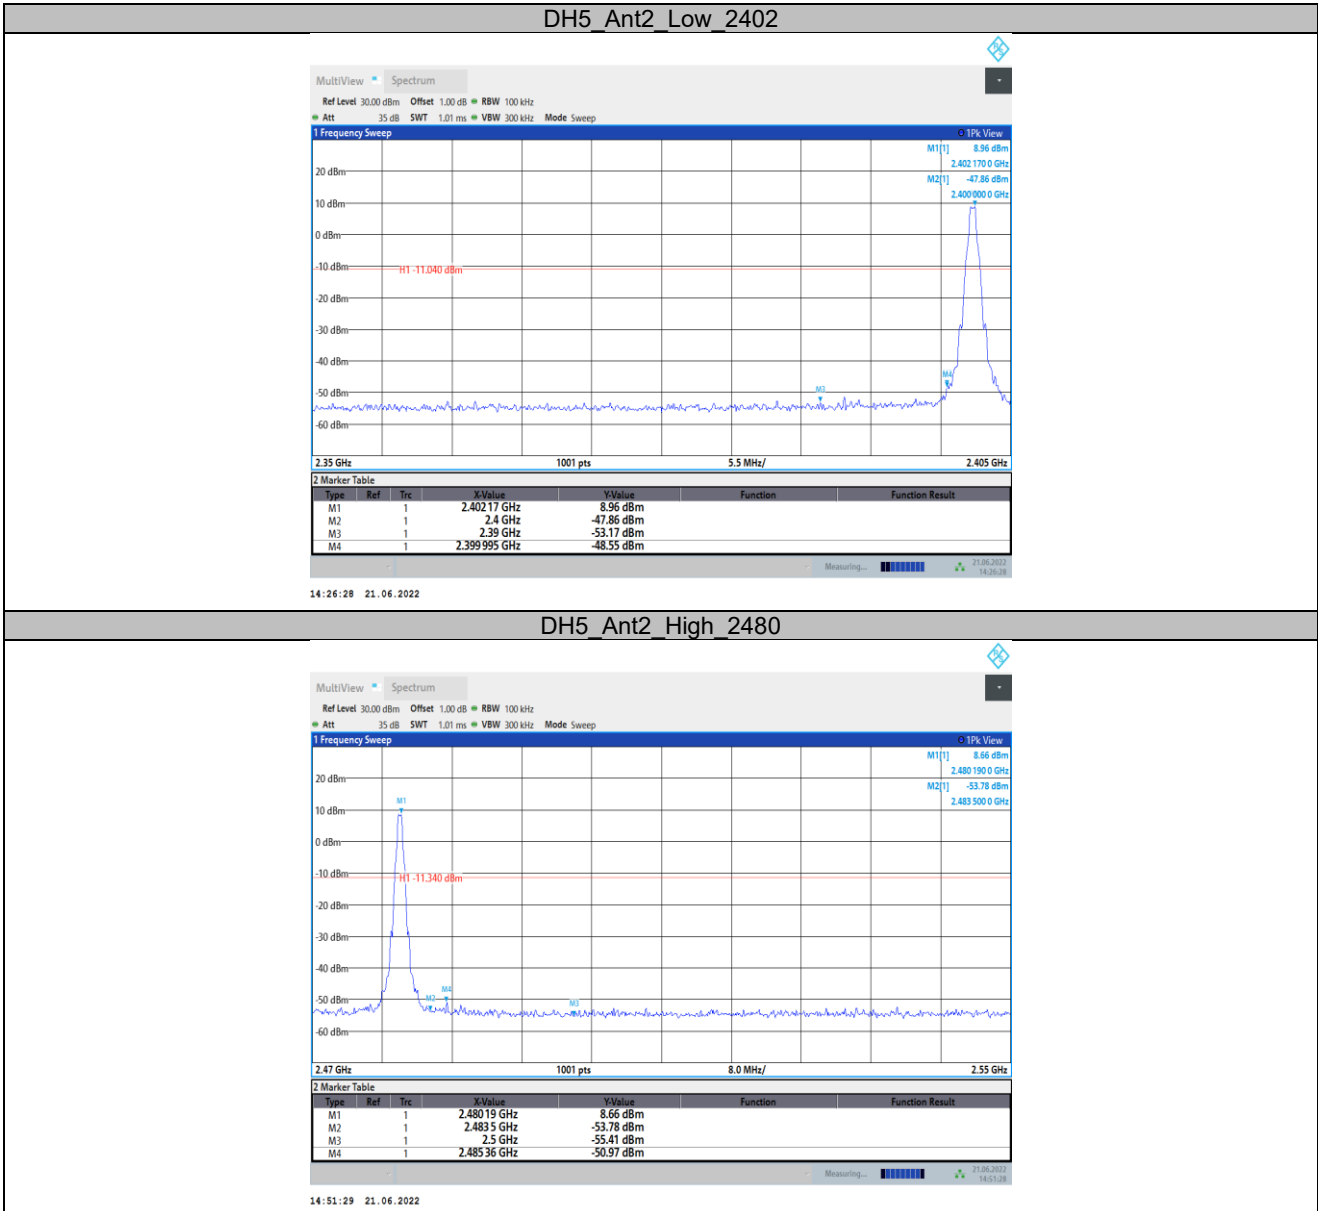 DH5_Ant2_Low_2402
MultiView Spectrum
Ref Level 30.00 dBm Offset 1.00 dB RBW 100 kHz
Att 35 dB SWT 1.01 ms VBW 300 kHz Mode Sweep
1 Frequency Sweep 1Pk View
M1[1] 8.96 dBm
2.402 170 0 GHz
20 dBm
M2[1] -47.86 dBm
2.400 000 0 GHz
10 dBm
0 dBm
-10 dBm
H1 -11.040 dBm
-20 dBm
-30 dBm
-40 dBm
M4
M3
-50 dBm
-60 dBm
2.35 GHz 1001 pts 5.5 MHz/ 2.405 GHz
2 Marker Table
Type Ref Trc X-Value Y-Value Function Function Result
M1 1 2.402 17 GHz 8.96 dBm
M2 1 2.4 GHz -47.86 dBm
M3 1 2.39 GHz -53.17 dBm
M4 1 2.399 995 GHz -48.55 dBm
Measuring... 21.06.2022
14:26:28
14:26:28 21.06.2022
DH5_Ant2_High_2480
MultiView Spectrum
Ref Level 30.00 dBm Offset 1.00 dB RBW 100 kHz
Att 35 dB SWT 1.01 ms VBW 300 kHz Mode Sweep
1 Frequency Sweep 1Pk View
M1[1] 8.66 dBm
2.480 190 0 GHz
20 dBm
M2[1] -53.78 dBm
2.483 500 0 GHz
M1
10 dBm
0 dBm
-10 dBm
H1 -11.340 dBm
-20 dBm
-30 dBm
-40 dBm
M4
M2
M3
-50 dBm
-60 dBm
2.47 GHz 1001 pts 8.0 MHz/ 2.55 GHz
2 Marker Table
Type Ref Trc X-Value Y-Value Function Function Result
M1 1 2.480 19 GHz 8.66 dBm
M2 1 2.483 5 GHz -53.78 dBm
M3 1 2.5 GHz -55.41 dBm
M4 1 2.485 36 GHz -50.97 dBm
Measuring... 21.06.2022
14:51:28
14:51:29 21.06.2022